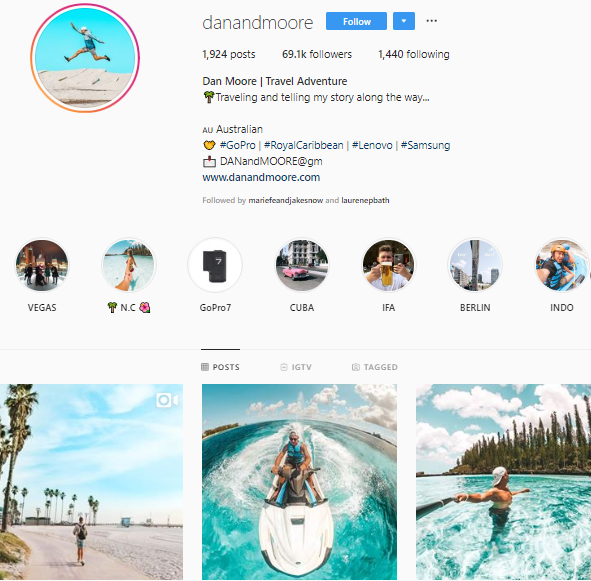 danandmoore Follow
1,924 posts 69.1k followers 1,440 following
Dan Moore | Travel Adventure
🌴Traveling and telling my story along the way...
AU Australian
🧡 #GoPro | #RoyalCaribbean | #Lenovo | #Samsung
📩 DANandMOORE@gm
www.danandmoore.com
Followed by mariefeandjakesnow and laurenepbath
VEGAS 🌴 N.C 🌺 GoPro7 CUBA IFA BERLIN INDO
POSTS IGTV TAGGED